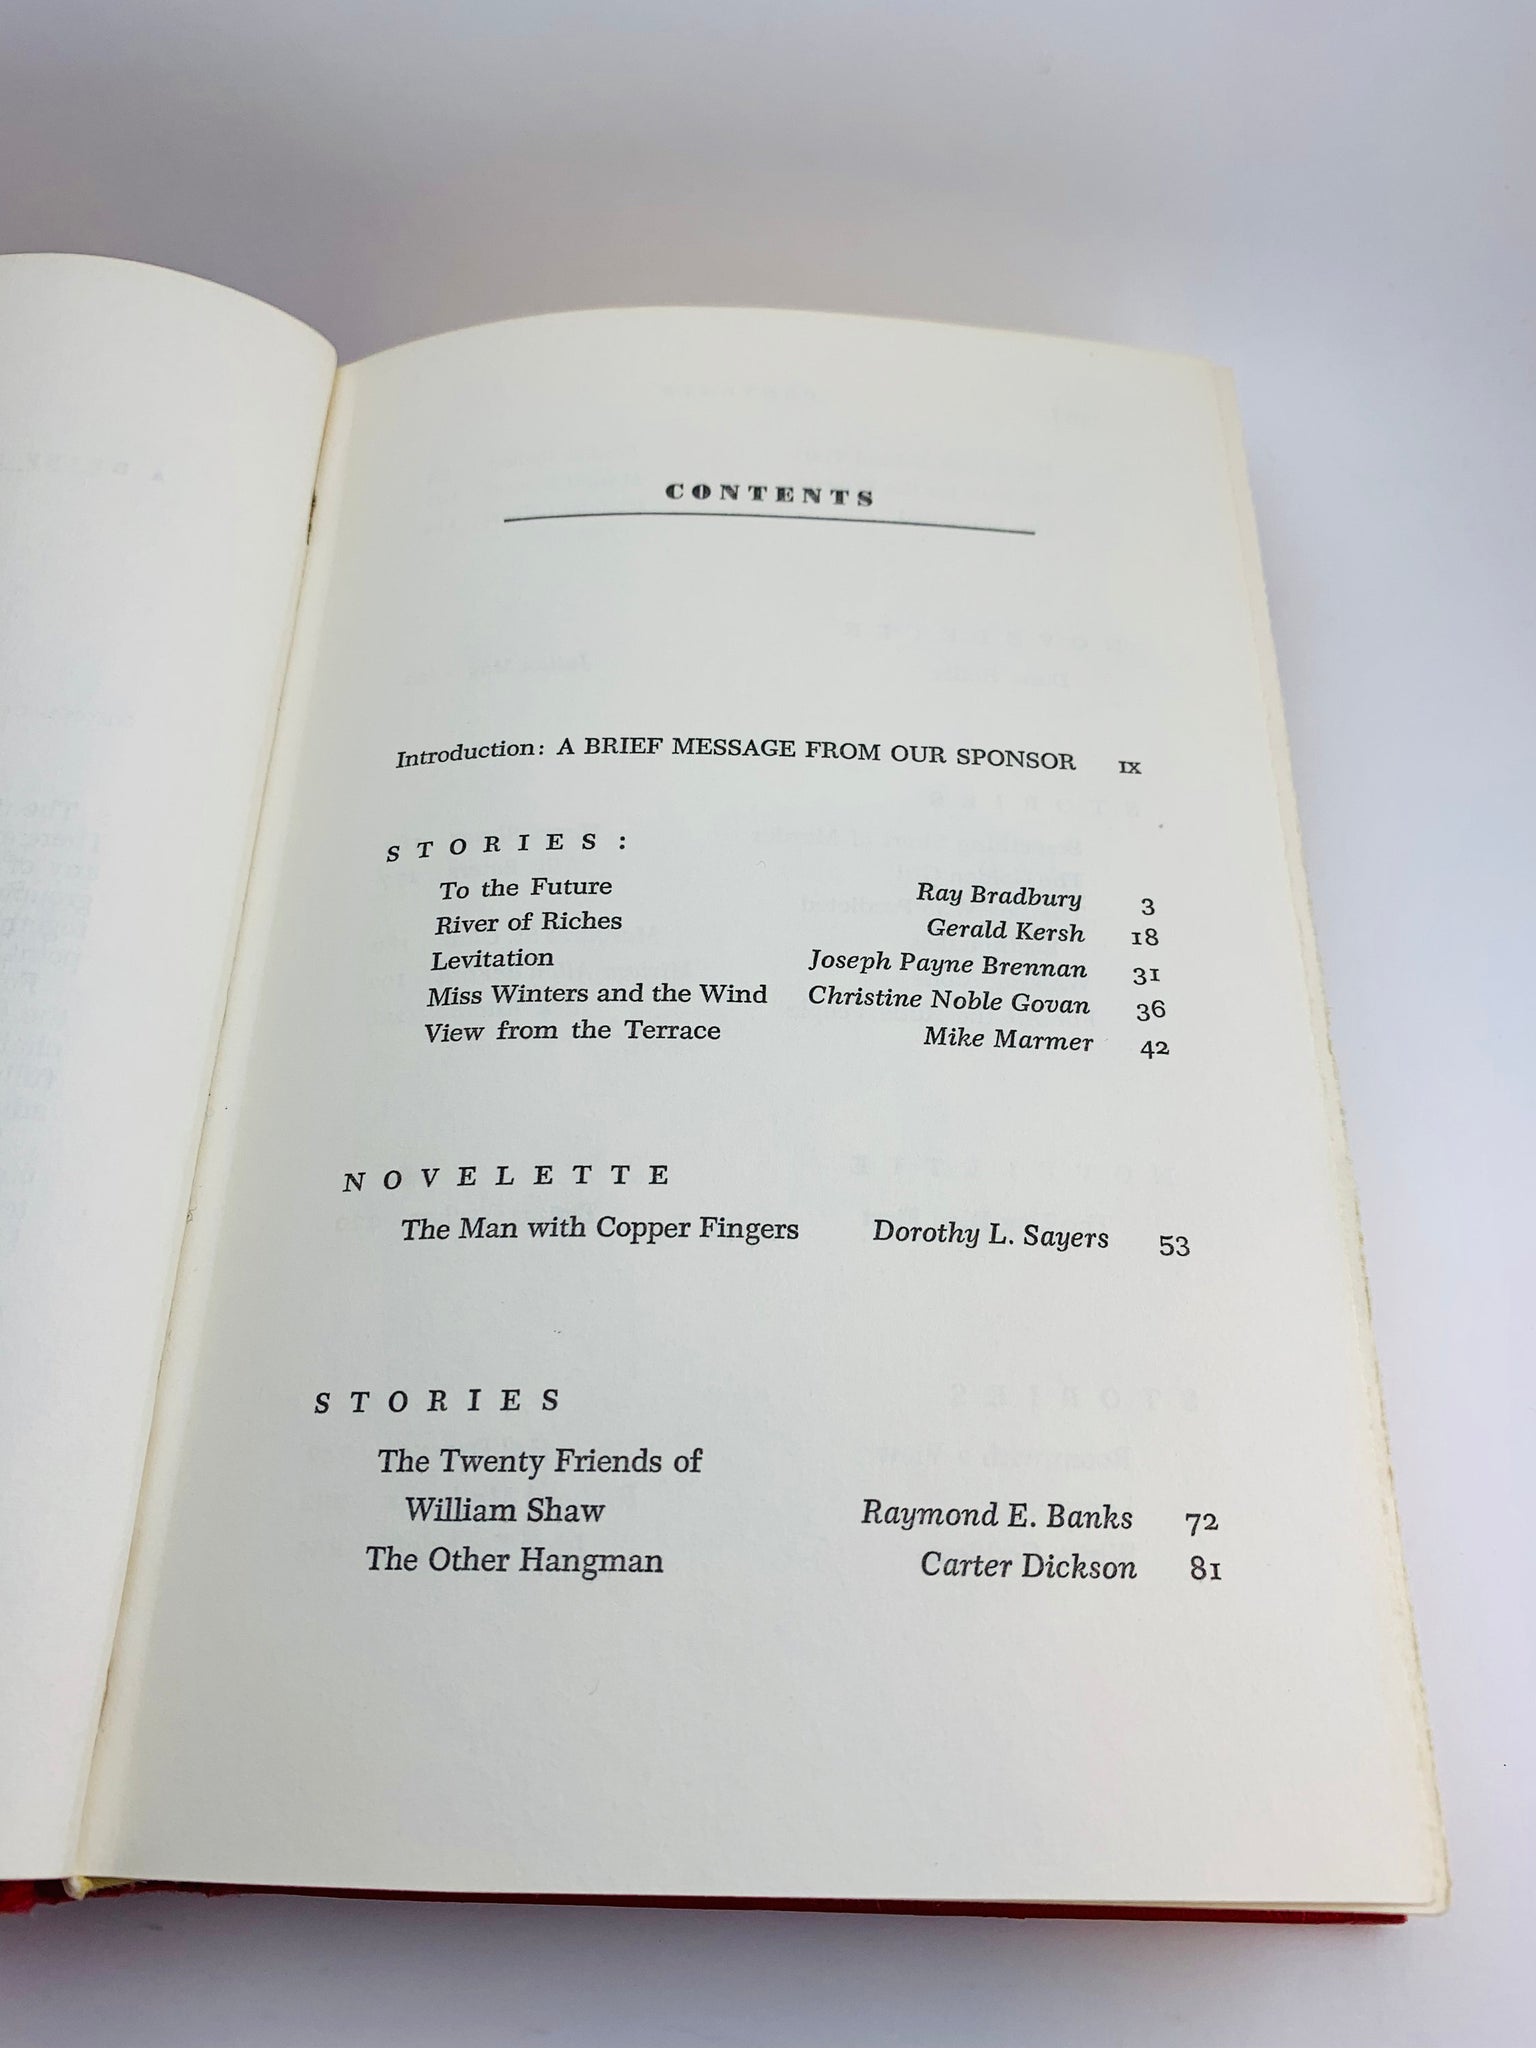 CONTENTS
Introduction: A BRIEF MESSAGE FROM OUR SPONSOR IX
STORIES:
To the Future Ray Bradbury 3
River of Riches Gerald Kersh 18
Levitation Joseph Payne Brennan 31
Miss Winters and the Wind Christine Noble Govan 36
View from the Terrace Mike Marmer 42
NOVELETTE
The Man with Copper Fingers Dorothy L. Sayers 53
STORIES
The Twenty Friends of
William Shaw Raymond E. Banks 72
The Other Hangman Carter Dickson 81